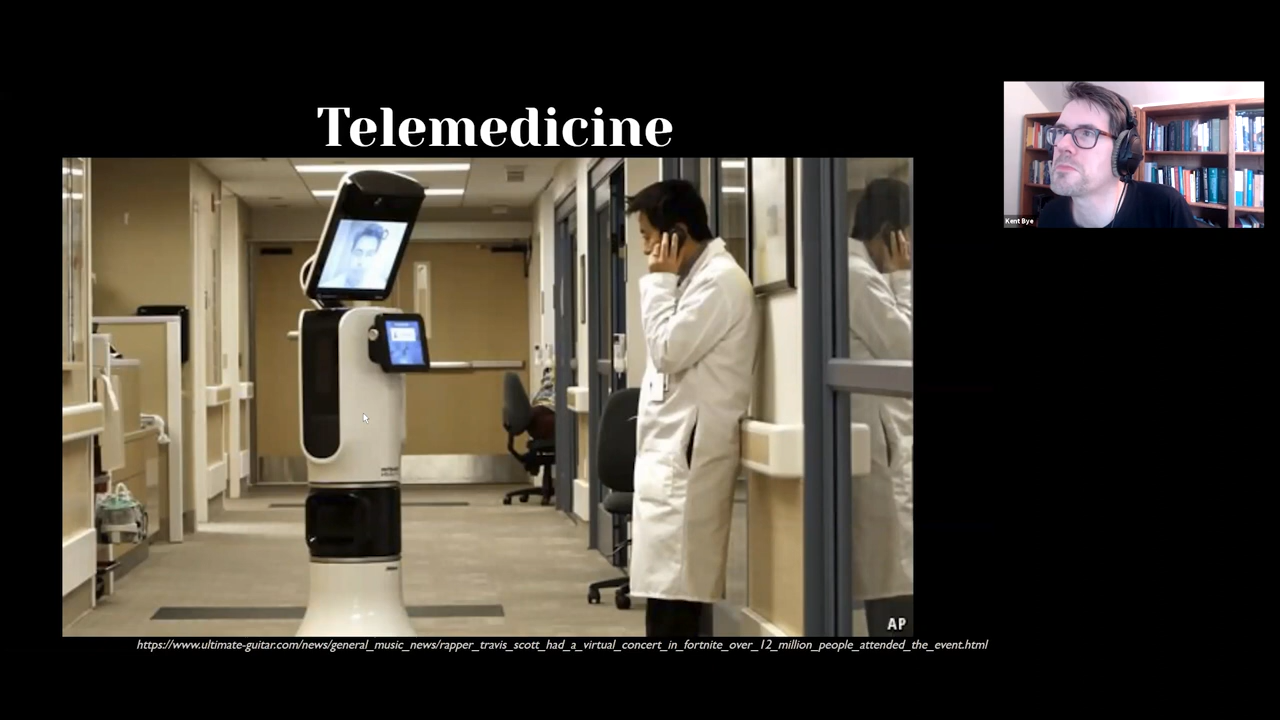 Telemedicine
Kent Bye
AP
https://www.ultimate-guitar.com/news/general_music_news/rapper_travis_scott_had_a_virtual_concert_in_fortnite_over_12_million_people_attended_the_event.html